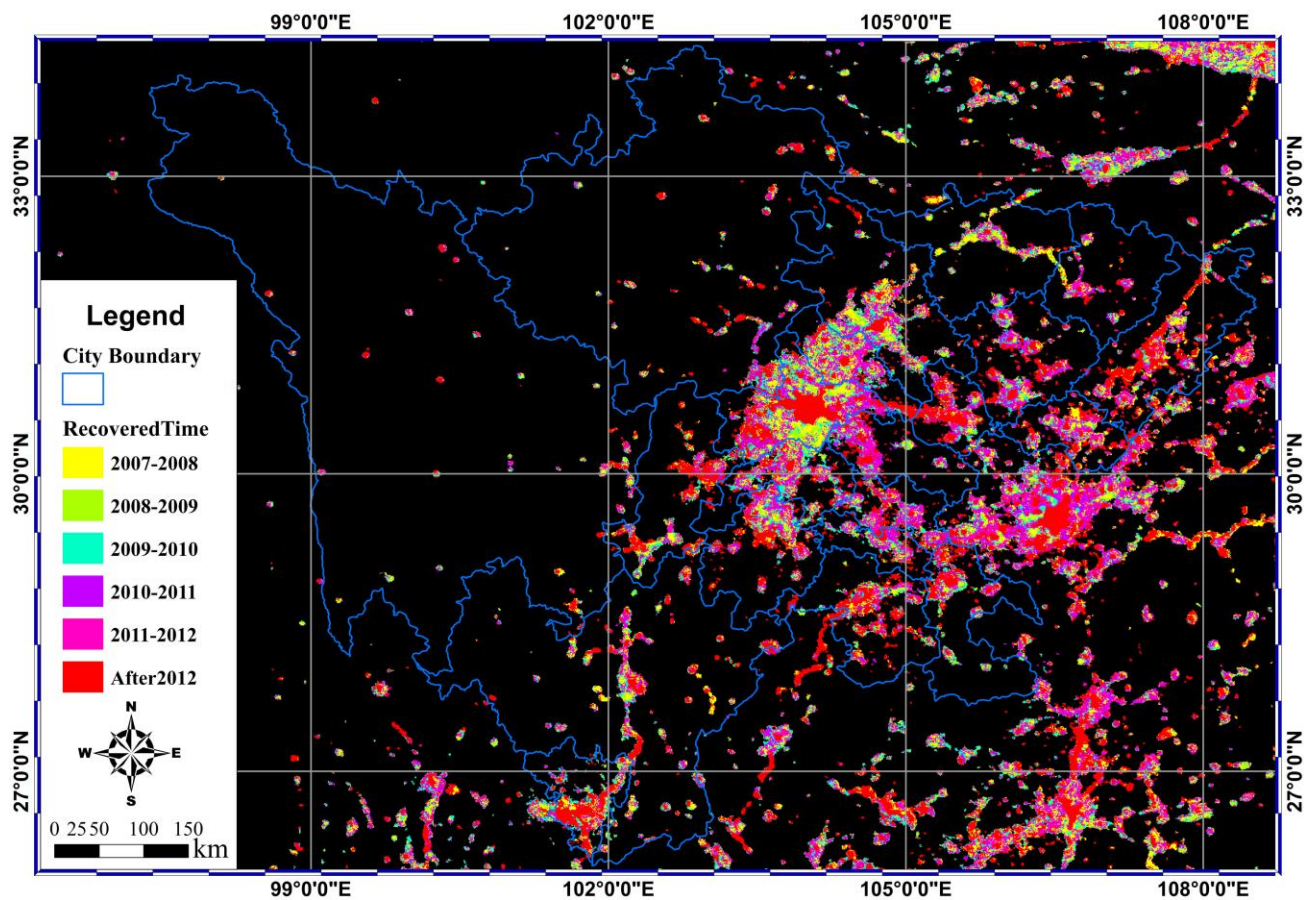 99°0'0"E 102°0'0"E 105°0'0"E 108°0'0"E
33°0'0"N 33°0'0"N
30°0'0"N 30°0'0"N
27°0'0"N 27°0'0"N
Legend
City Boundary
RecoveredTime
2007-2008
2008-2009
2009-2010
2010-2011
2011-2012
After2012
N
W E
S
0 25 50 100 150
km
99°0'0"E 102°0'0"E 105°0'0"E 108°0'0"E